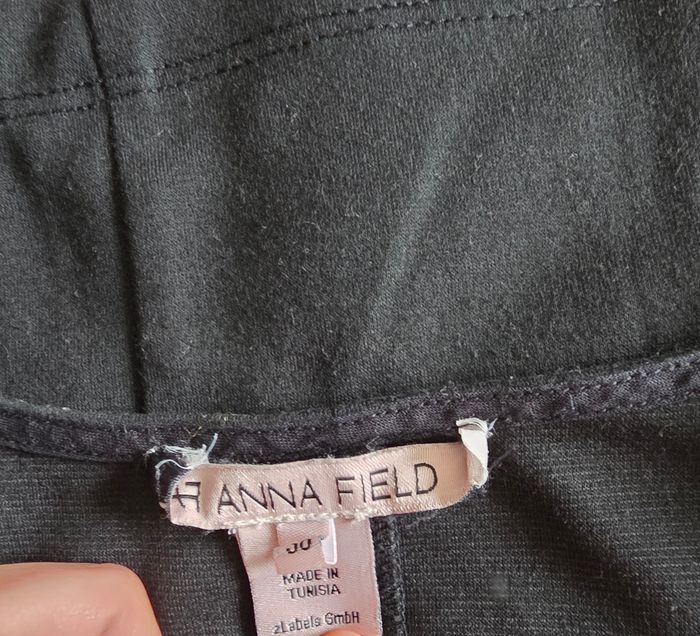 ANNA FIELD
MADE IN
TUNISIA
zLabels GmbH